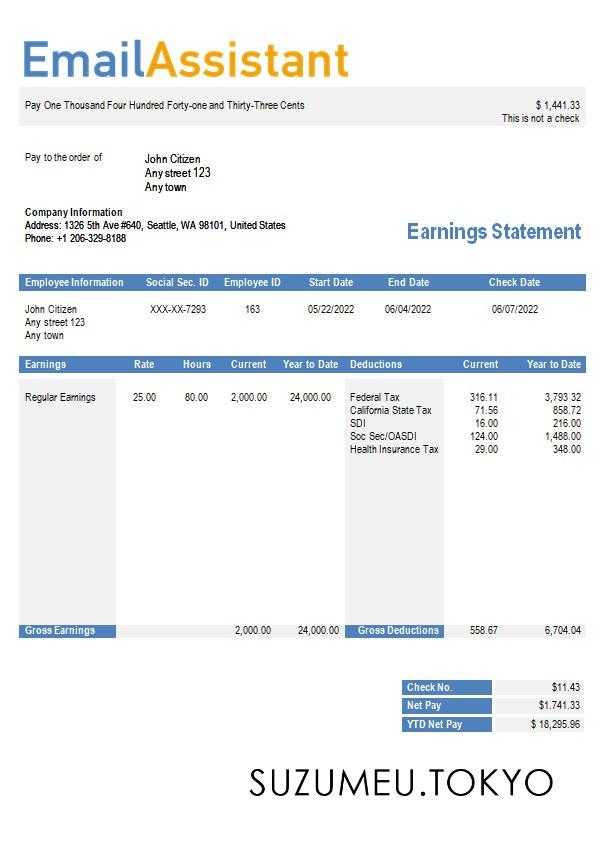 EmailAssistant
Pay One Thousand Four Hundred Forty-one and Thirty-Three Cents $ 1,441.33
This is not a check
Pay to the order of John Citizen
Any street 123
Any town
Company Information
Address: 1326 5th Ave #640, Seattle, WA 98101, United States
Phone: +1 206-329-8188
Earnings Statement
Employee Information Social Sec. ID Employee ID Start Date End Date Check Date
John Citizen XXX-XX-7293 163 05/22/2022 06/04/2022 06/07/2022
Any street 123
Any town
Earnings Rate Hours Current Year to Date Deductions Current Year to Date
Regular Earnings 25.00 80.00 2,000.00 24,000.00 Federal Tax 316.11 3,793 32
California State Tax 71.56 858.72
SDI 16.00 216.00
Soc Sec/OASDI 124.00 1,488.00
Health Insurance Tax 29.00 348.00
Gross Earnings 2,000.00 24,000.00 Gross Deductions 558.67 6,704.04
Check No. $11.43
Net Pay $1.741.33
YTD Net Pay $ 18,295.96
SUZUMEU.TOKYO